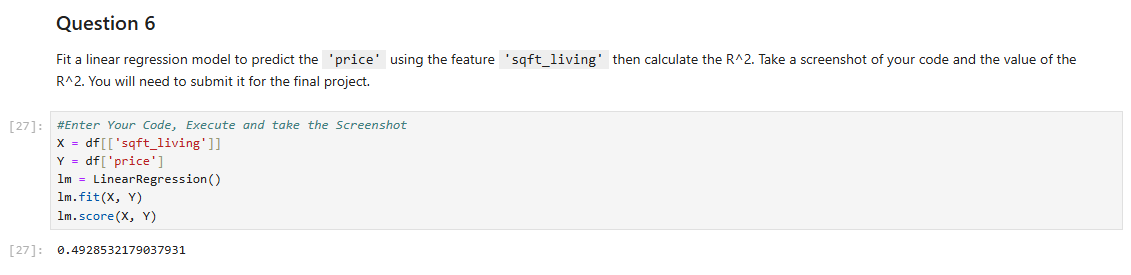 Question 6
Fit a linear regression model to predict the 'price' using the feature 'sqft_living' then calculate the R^2. Take a screenshot of your code and the value of the
R^2. You will need to submit it for the final project.
[27]: #Enter Your Code, Execute and take the Screenshot
X = df[['sqft_living']]
Y = df['price']
lm = LinearRegression()
lm.fit(X, Y)
lm.score(X, Y)
[27]: 0.4928532179037931